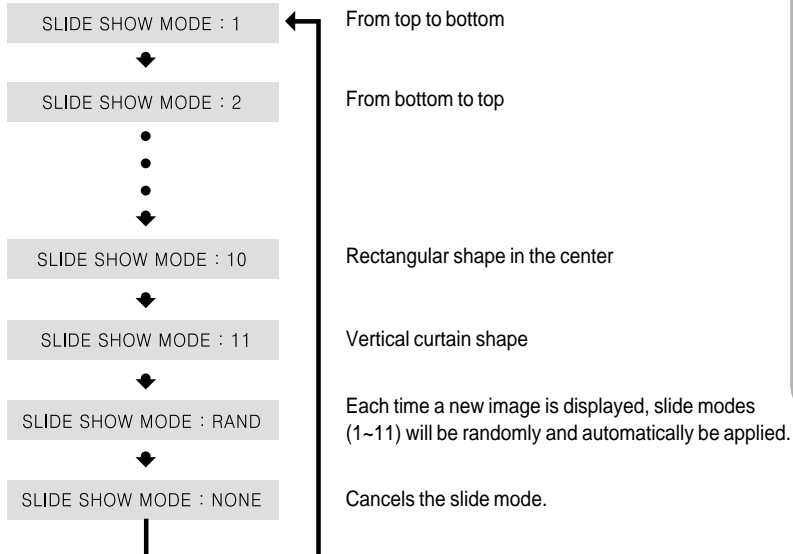 SLIDE SHOW MODE : 1
From top to bottom
SLIDE SHOW MODE : 2
From bottom to top
SLIDE SHOW MODE : 10
Rectangular shape in the center
SLIDE SHOW MODE : 11
Vertical curtain shape
SLIDE SHOW MODE : RAND
Each time a new image is displayed, slide modes
(1~11) will be randomly and automatically be applied.
SLIDE SHOW MODE : NONE
Cancels the slide mode.